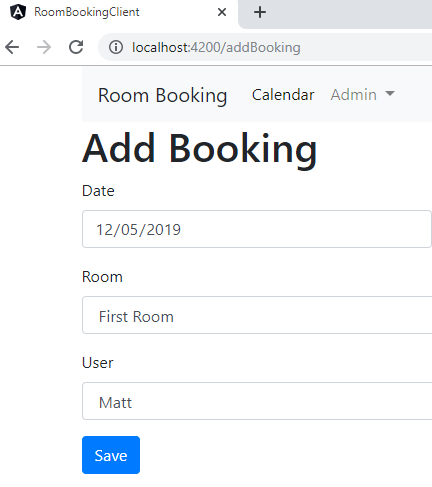 RoomBookingClient
localhost:4200/addBooking
Room Booking Calendar Admin
Add Booking
Date
12/05/2019
Room
First Room
User
Matt
Save